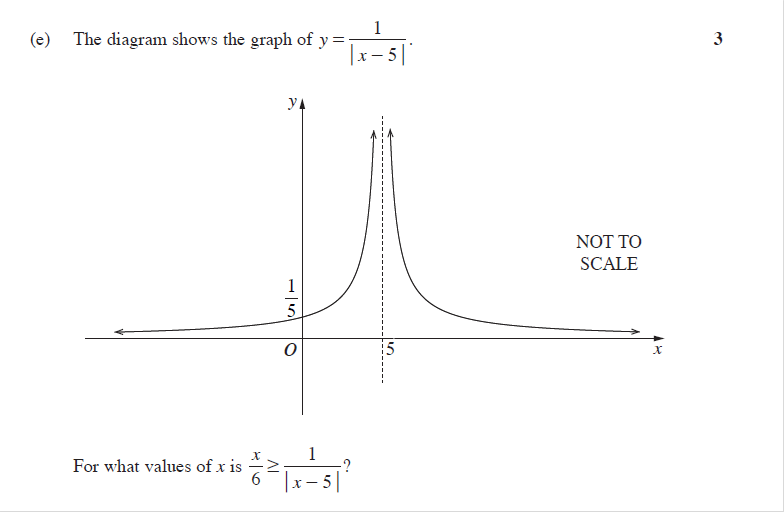 (e) The diagram shows the graph of y = 1/|x − 5|. 3
y
NOT TO
SCALE
1/5
O 5 x
For what values of x is x/6 ≥ 1/|x − 5|?